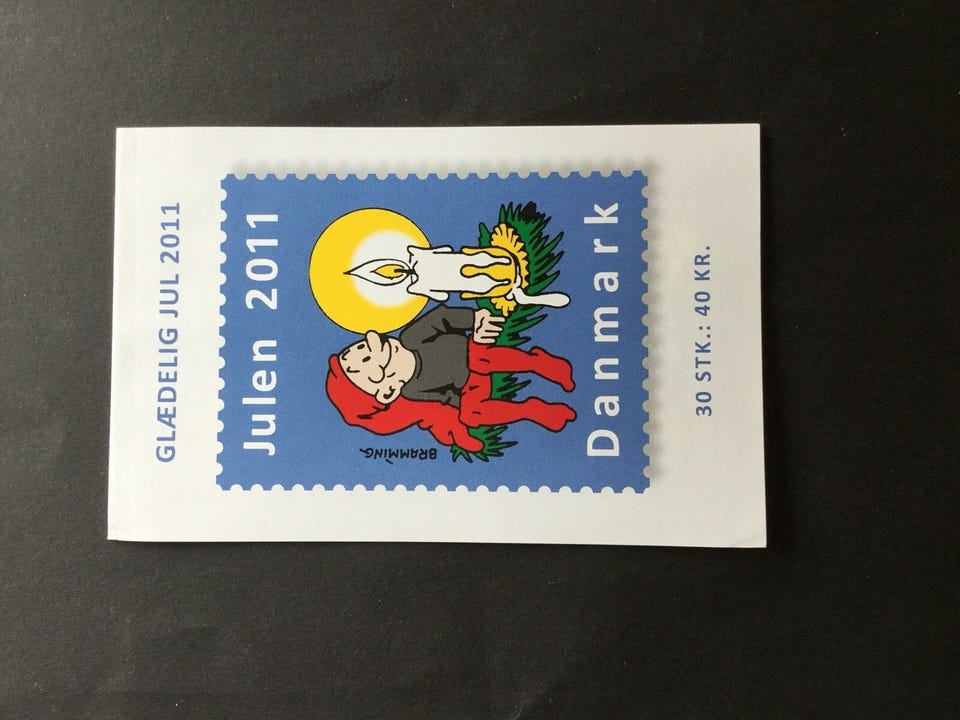 GLÆDELIG JUL 2011
Julen 2011
BRAMMING
Danmark
30 STK.: 40 KR.